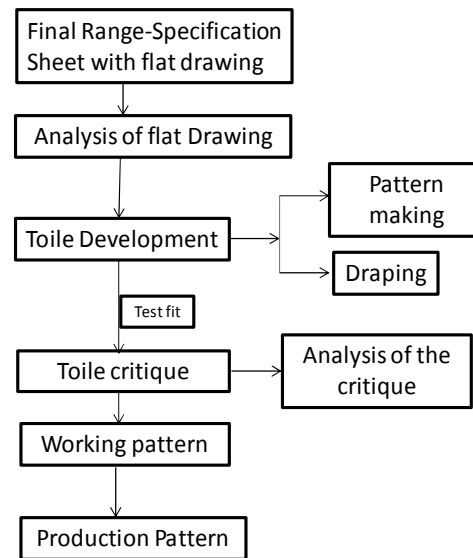 Final Range-Specification
Sheet with flat drawing
Analysis of flat Drawing
Pattern
making
Toile Development
Draping
Test fit
Toile critique
Analysis of the
critique
Working pattern
Production Pattern